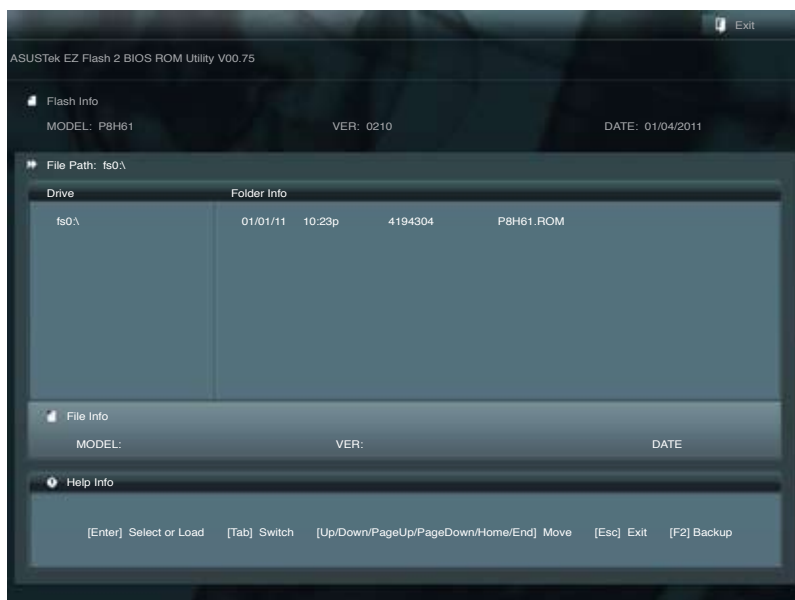 Exit
ASUSTek EZ Flash 2 BIOS ROM Utility V00.75
Flash Info
MODEL: P8H61 VER: 0210 DATE: 01/04/2011
File Path: fs0:\
Drive Folder Info
fs0:\ 01/01/11 10:23p 4194304 P8H61.ROM
File Info
MODEL: VER: DATE
Help Info
[Enter] Select or Load [Tab] Switch [Up/Down/PageUp/PageDown/Home/End] Move [Esc] Exit [F2] Backup